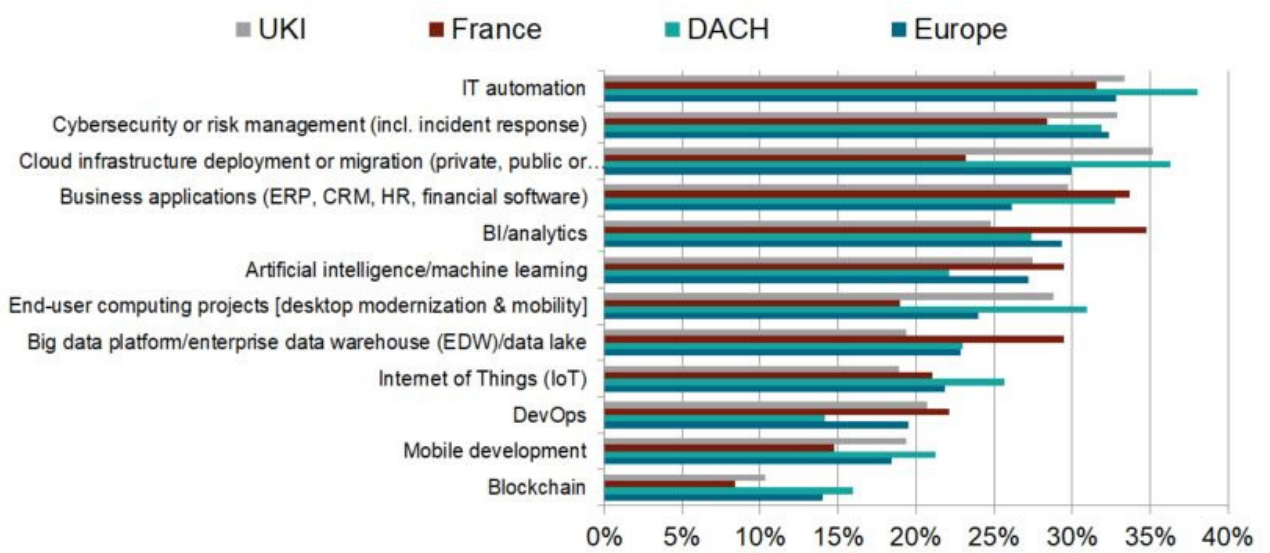 UKI France DACH Europe
IT automation
Cybersecurity or risk management (incl. incident response)
Cloud infrastructure deployment or migration (private, public or...
Business applications (ERP, CRM, HR, financial software)
BI/analytics
Artificial intelligence/machine learning
End-user computing projects [desktop modernization & mobility]
Big data platform/enterprise data warehouse (EDW)/data lake
Internet of Things (IoT)
DevOps
Mobile development
Blockchain
0% 5% 10% 15% 20% 25% 30% 35% 40%